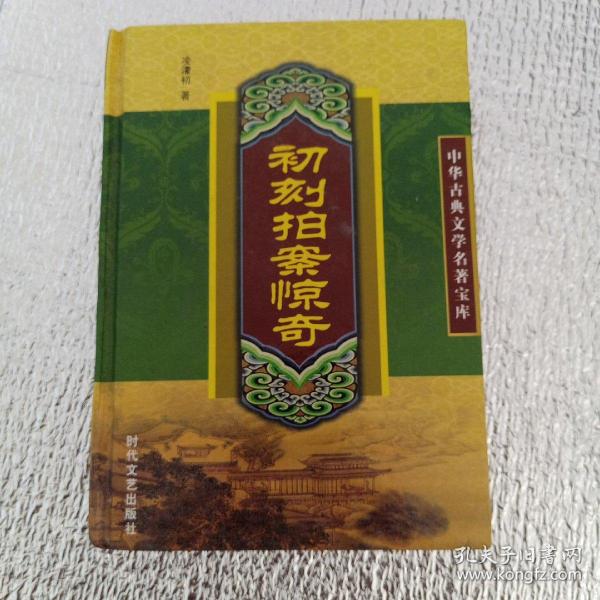 凌濛初 著
初刻拍案惊奇
中华古典文学名著宝库
时代文艺出版社
孔夫子旧书网
www.kongfz.com